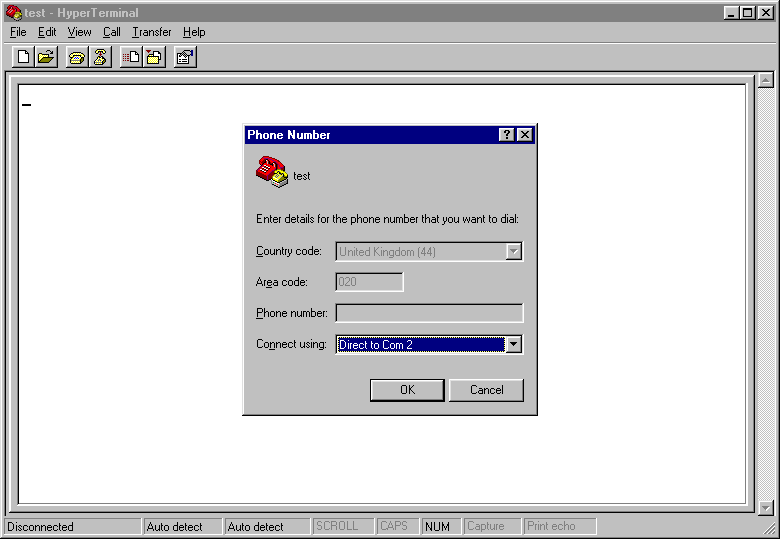 test - HyperTerminal
File Edit View Call Transfer Help
Phone Number
test
Enter details for the phone number that you want to dial:
Country code: United Kingdom (44)
Area code: 020
Phone number:
Connect using: Direct to Com 2
OK Cancel
Disconnected Auto detect Auto detect SCROLL CAPS NUM Capture Print echo